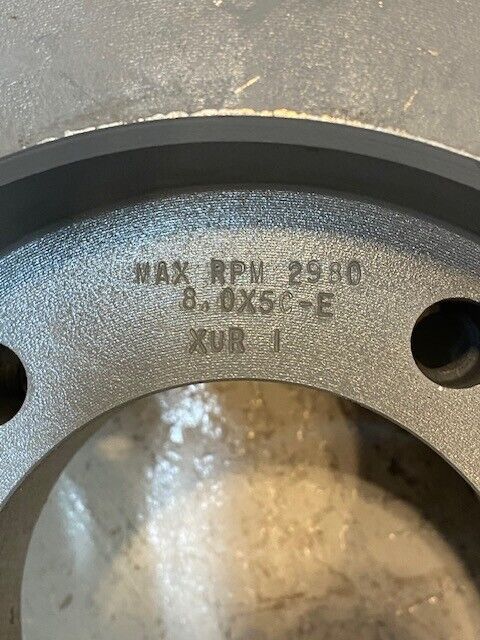 MAX RPM 2980
8.0X5C-E
XUR I